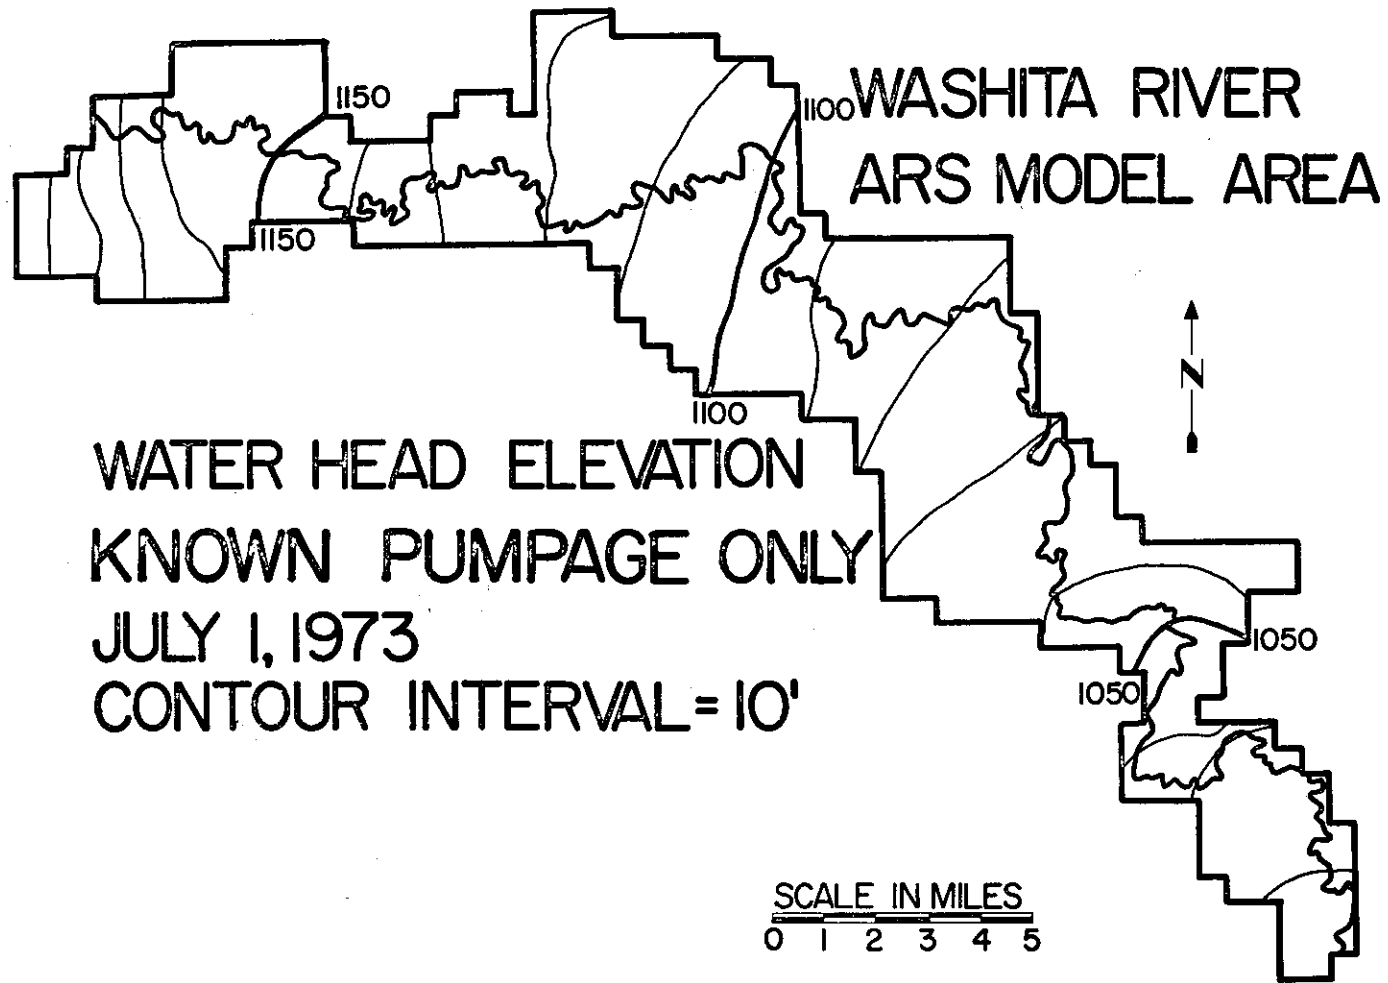 1150
1100
WASHITA RIVER
ARS MODEL AREA
1150
N
1100
WATER HEAD ELEVATION
KNOWN PUMPAGE ONLY
JULY 1, 1973
CONTOUR INTERVAL = 10'
1050
1050
SCALE IN MILES
0 1 2 3 4 5